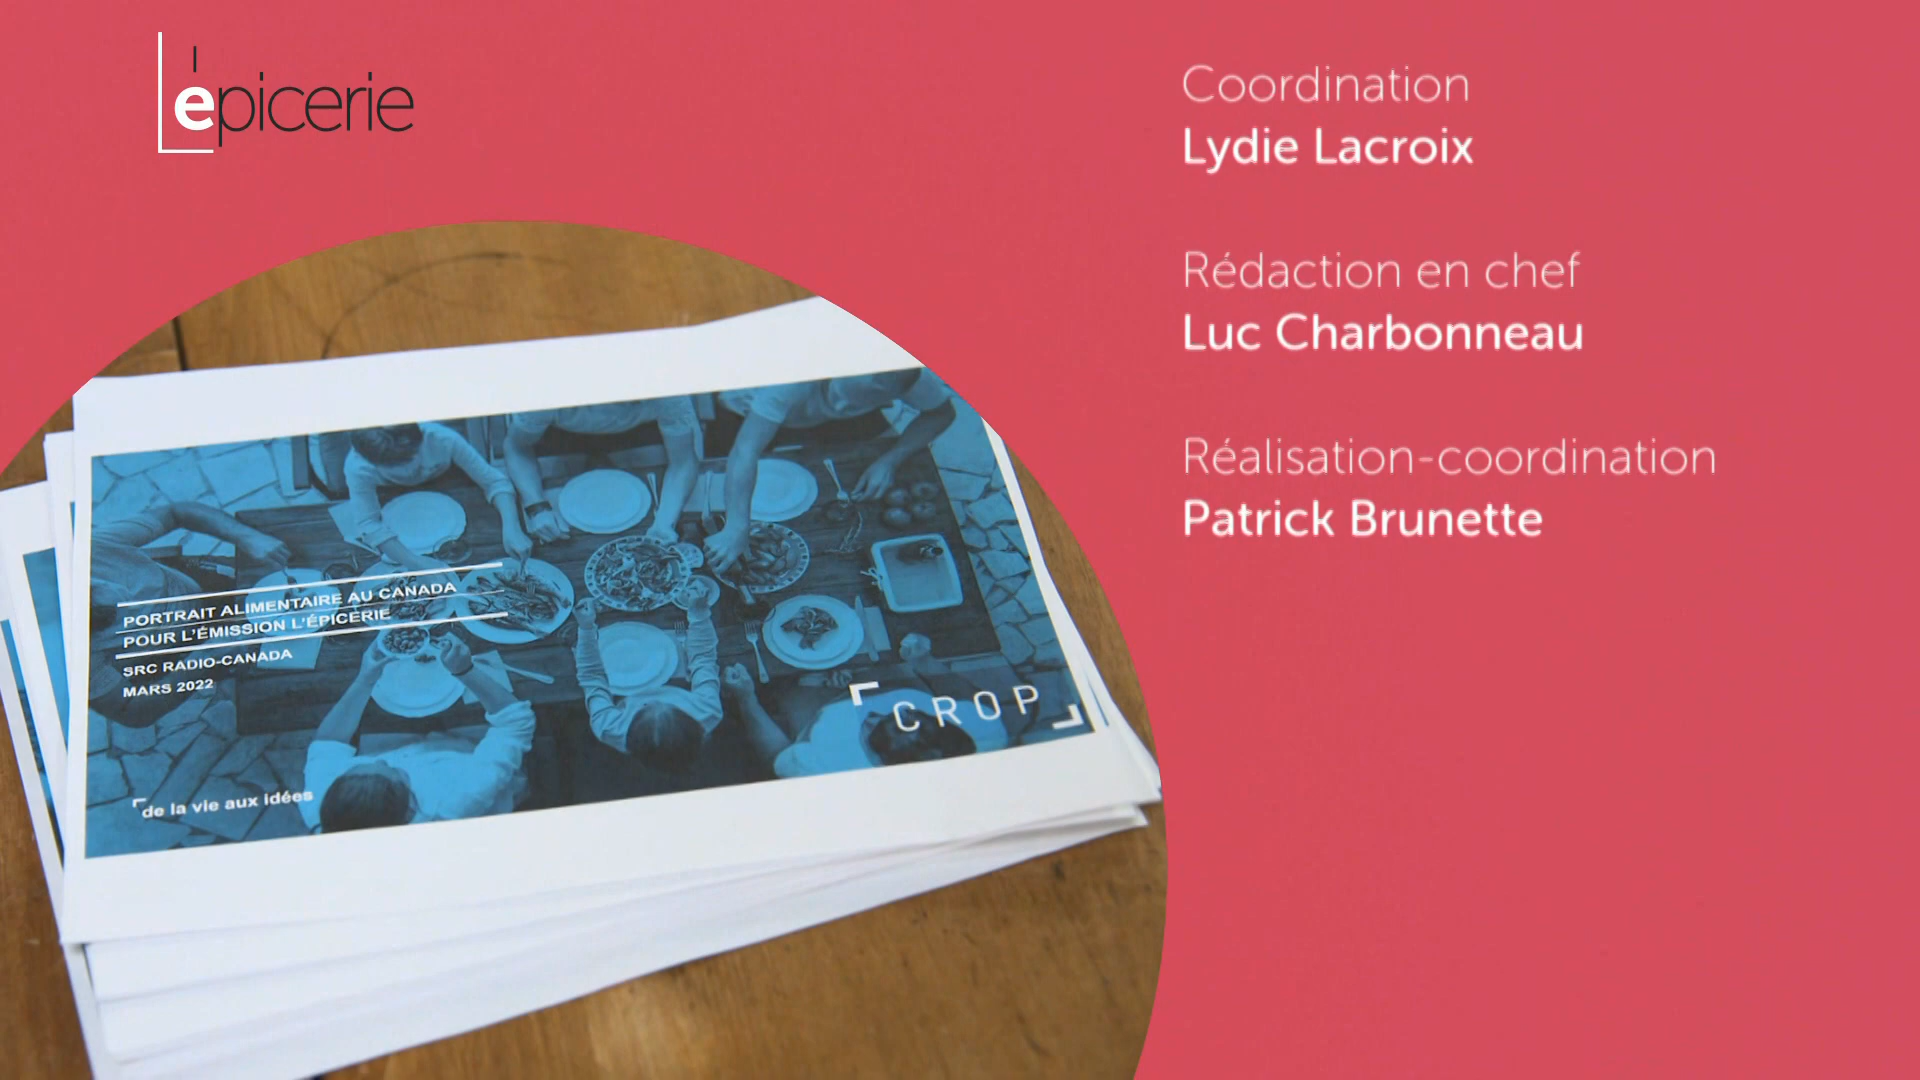 l'épicerie
Coordination
Lydie Lacroix
Rédaction en chef
Luc Charbonneau
Réalisation-coordination
Patrick Brunette
PORTRAIT ALIMENTAIRE AU CANADA
POUR L'ÉMISSION L'ÉPICERIE
SRC RADIO-CANADA
MARS 2022
CROP
de la vie aux idées